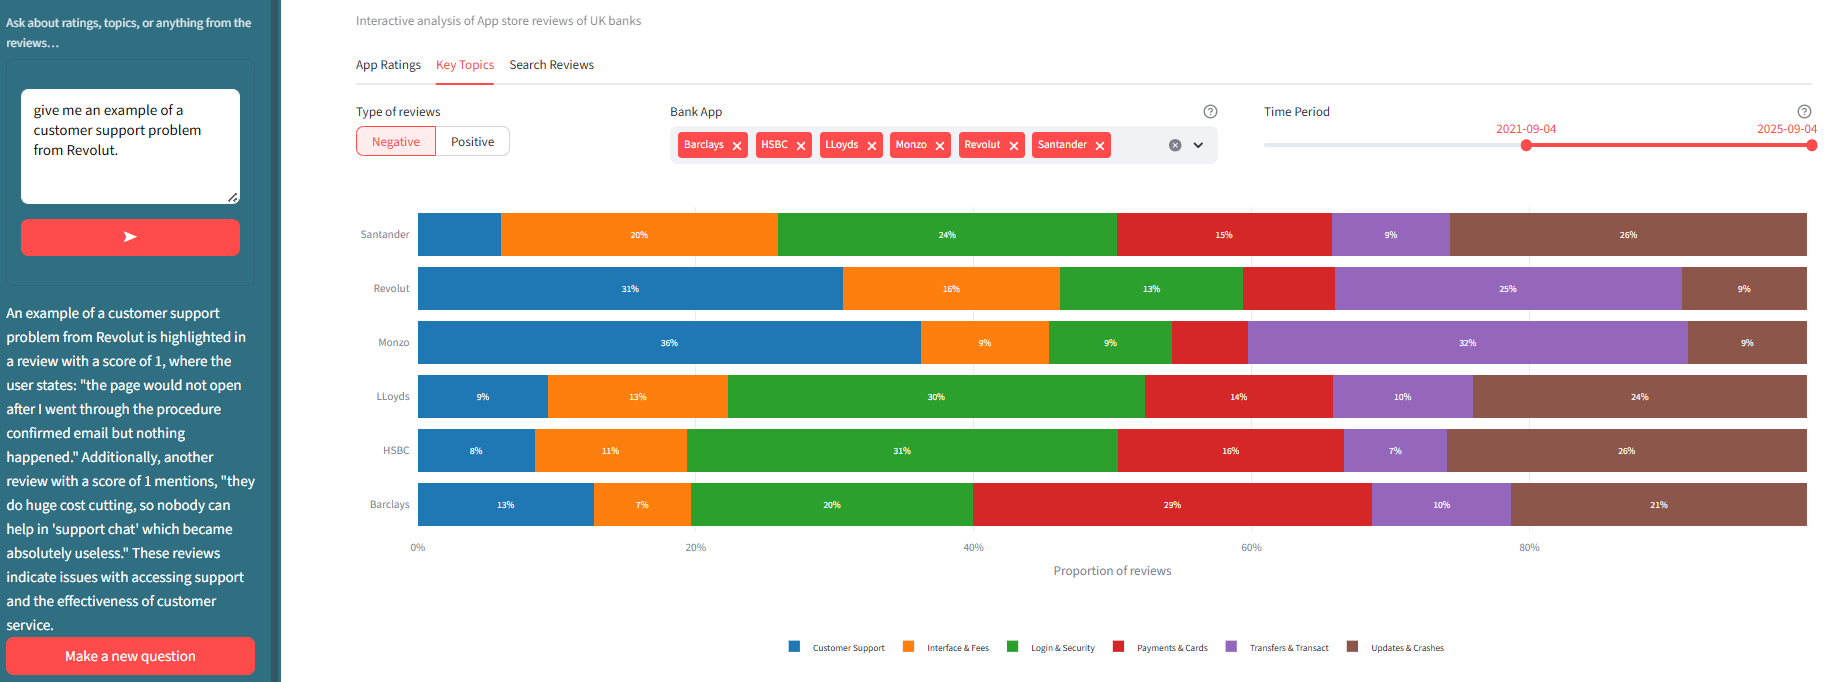 Ask about ratings, topics, or anything from the
reviews...
give me an example of a
customer support problem
from Revolut.
An example of a customer support
problem from Revolut is highlighted in
a review with a score of 1, where the
user states: "the page would not open
after I went through the procedure
confirmed email but nothing
happened." Additionally, another
review with a score of 1 mentions, "they
do huge cost cutting, so nobody can
help in 'support chat' which became
absolutely useless." These reviews
indicate issues with accessing support
and the effectiveness of customer
service.
Make a new question
Interactive analysis of App store reviews of UK banks
App Ratings Key Topics Search Reviews
Type of reviews
Negative Positive
Bank App
Barclays HSBC LLoyds Monzo Revolut Santander
Time Period
2021-09-04 2025-09-04
Santander 20% 24% 15% 9% 26%
Revolut 31% 16% 13% 25% 9%
Monzo 36% 9% 9% 32% 9%
LLoyds 9% 13% 30% 14% 10% 24%
HSBC 8% 11% 31% 16% 7% 26%
Barclays 13% 7% 20% 29% 10% 21%
0% 20% 40% 60% 80%
Proportion of reviews
Customer Support Interface & Fees Login & Security Payments & Cards Transfers & Transact Updates & Crashes